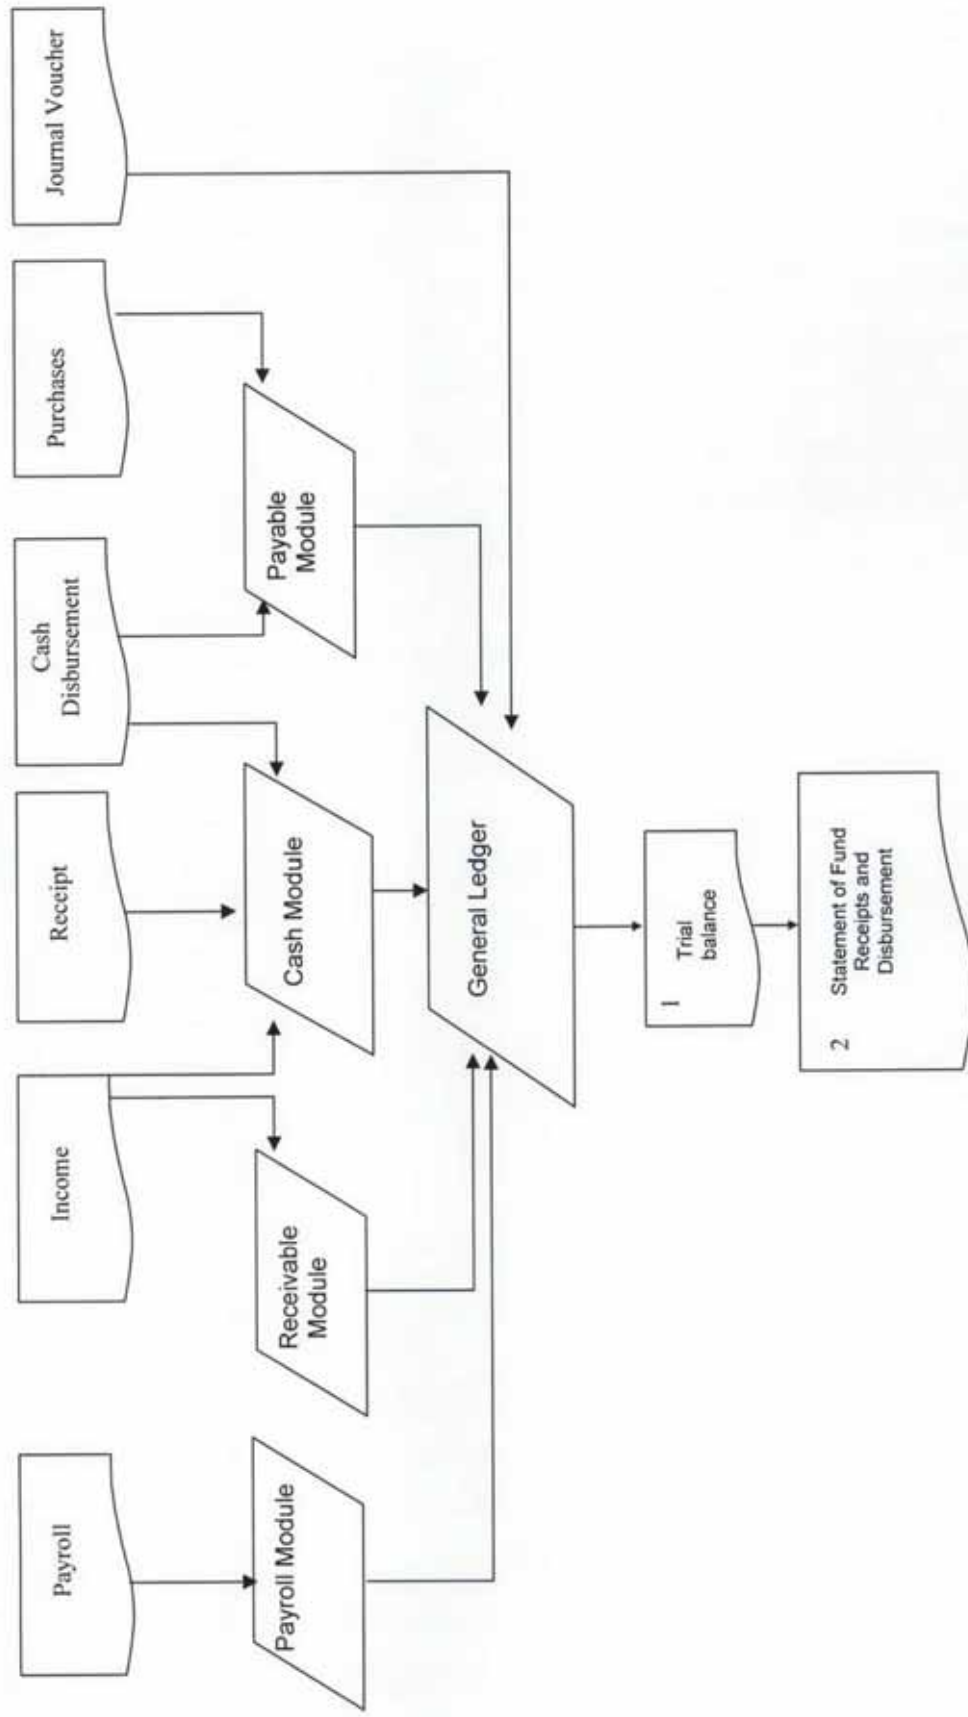 Payroll
Income
Receipt
Cash
Disbursement
Purchases
Journal Voucher
Payroll Module
Receivable
Module
Cash Module
Payable
Module
General Ledger
1
Trial
balance
2
Statement of Fund
Receipts and
Disbursement